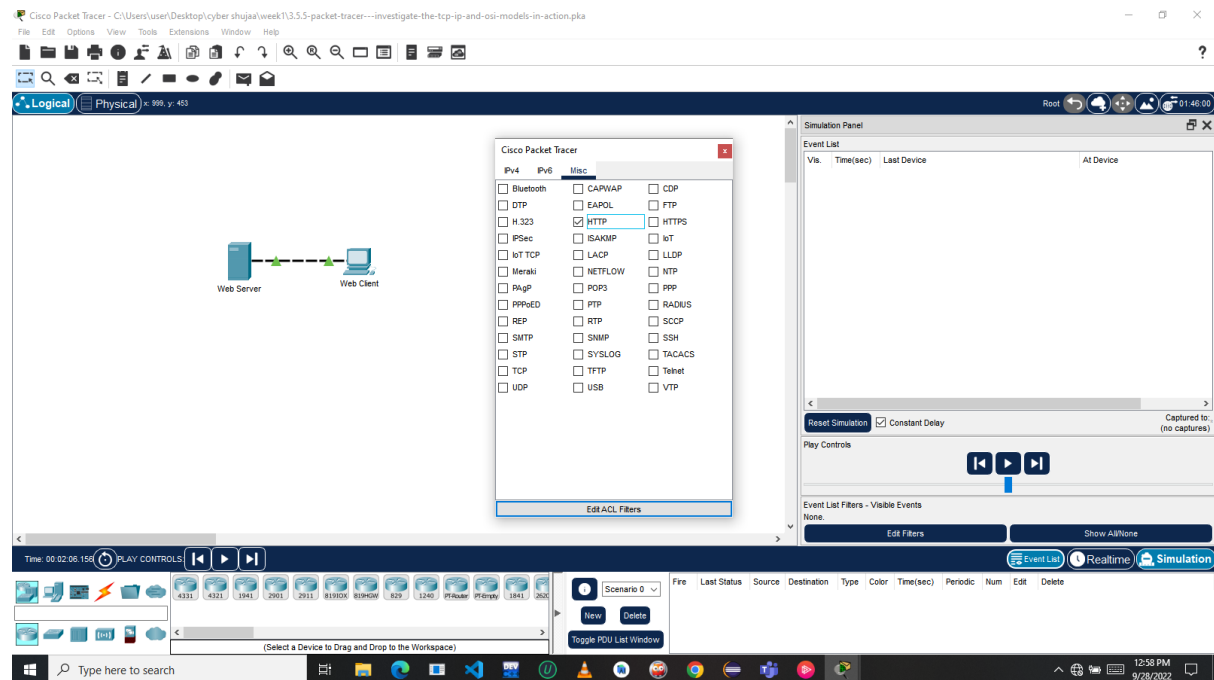 Cisco Packet Tracer - C:\Users\user\Desktop\cyber shujaa\week1\3.5.5-packet-tracer---investigate-the-tcp-ip-and-osi-models-in-action.pka
File Edit Options View Tools Extensions Window Help
?
Logical Physical x: 999, y: 453 Root 01:46:00
Simulation Panel
Event List
Vis. Time(sec) Last Device At Device
Cisco Packet Tracer x
IPv4 IPv6 Misc
Bluetooth CAPWAP CDP
DTP EAPOL FTP
H.323 HTTP HTTPS
IPSec ISAKMP IoT
IoT TCP LACP LLDP
Meraki NETFLOW NTP
PAgP POP3 PPP
PPPoED PTP RADIUS
REP RTP SCCP
SMTP SNMP SSH
STP SYSLOG TACACS
TCP TFTP Telnet
UDP USB VTP
Edit ACL Filters
Web Server
Web Client
Reset Simulation Constant Delay Captured to:
(no captures)
Play Controls
Event List Filters - Visible Events
None.
Edit Filters Show All/None
Time: 00:02:06.156 PLAY CONTROLS: Event List Realtime Simulation
4331 4321 1941 2901 2911 819IOX 819HGW 829 1240 PT-Router PT-Empty 1841 262
(Select a Device to Drag and Drop to the Workspace)
Scenario 0
New Delete
Toggle PDU List Window
Fire Last Status Source Destination Type Color Time(sec) Periodic Num Edit Delete
Type here to search
12:58 PM
9/28/2022